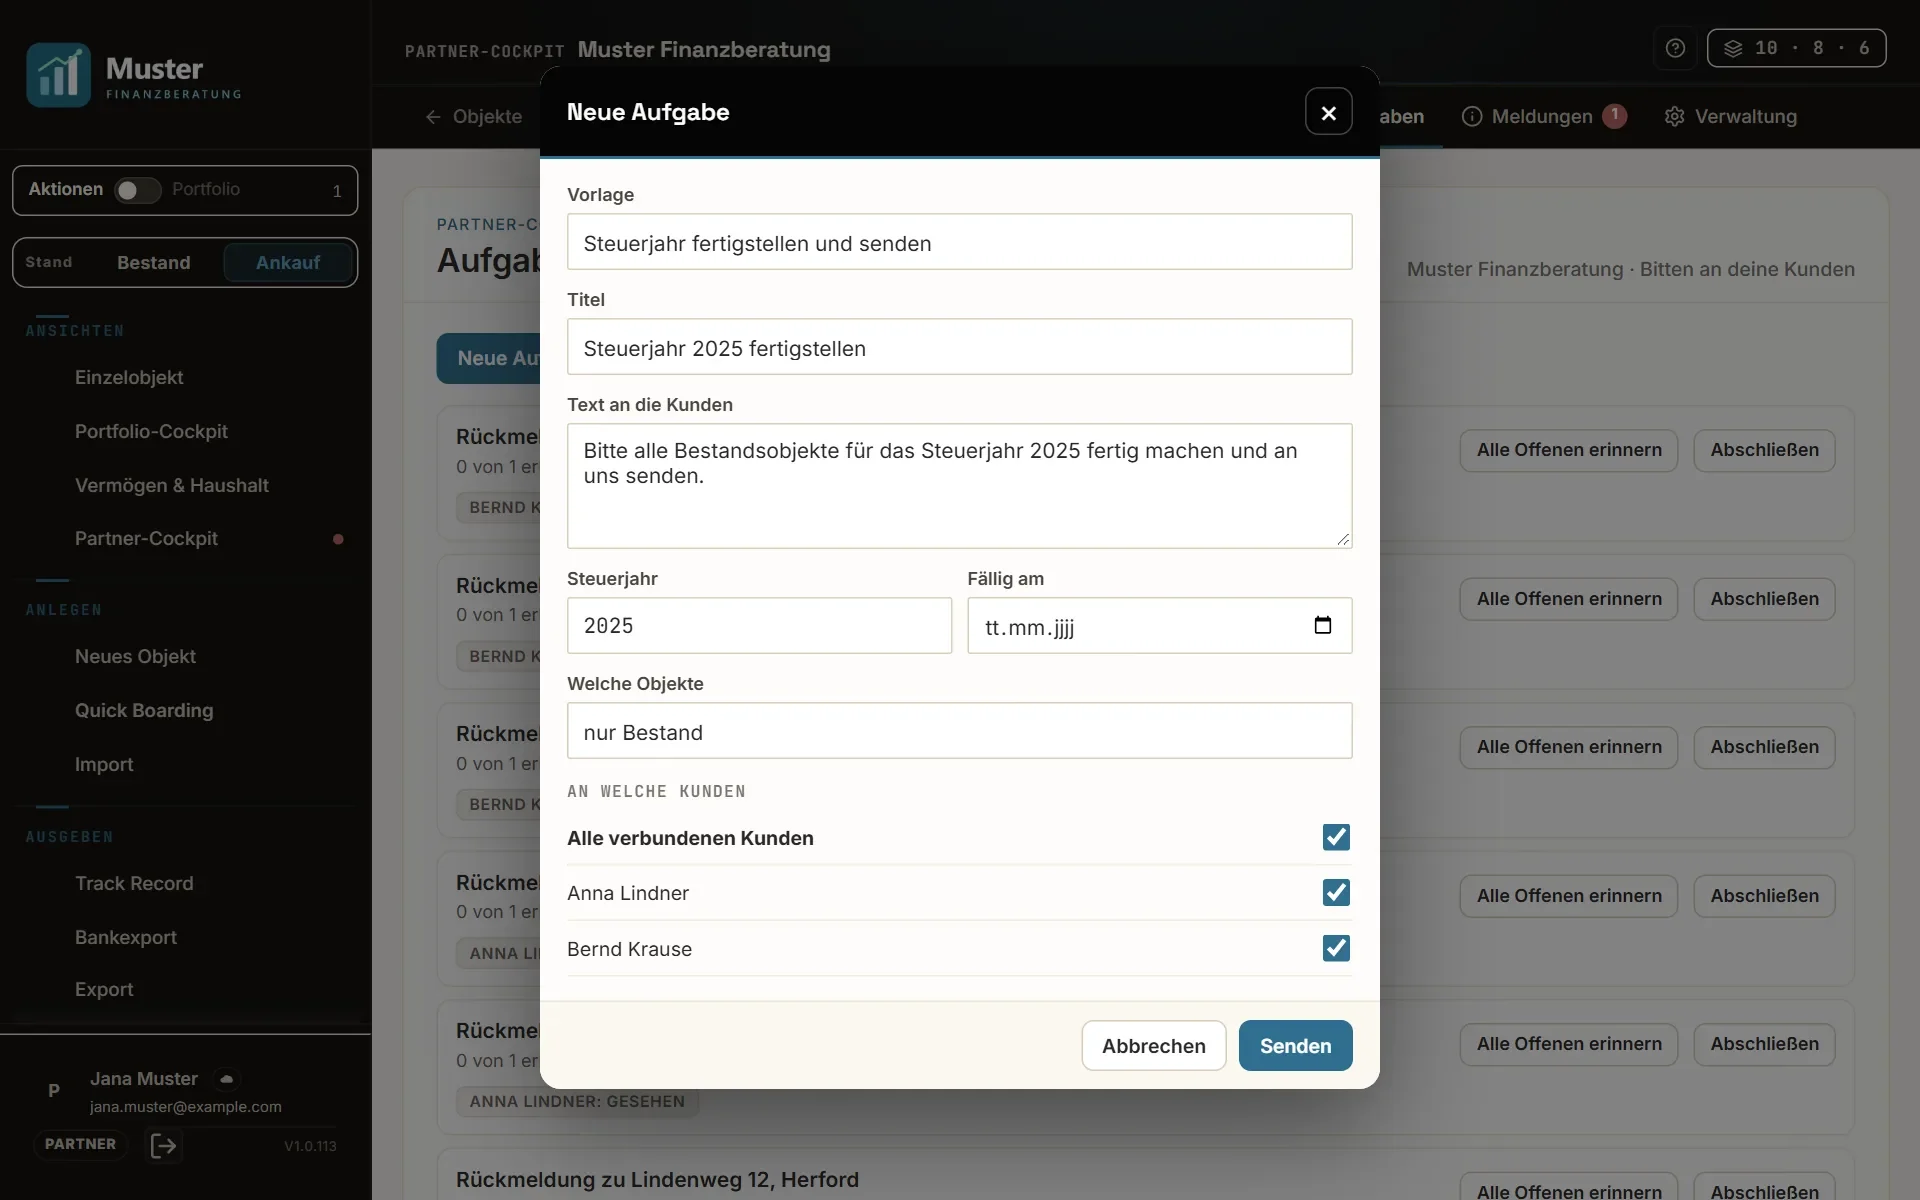 Muster
FINANZBERATUNG
Aktionen
Portfolio
1
Stand
Bestand
Ankauf
ANSICHTEN
Einzelobjekt
Portfolio-Cockpit
Vermögen & Haushalt
Partner-Cockpit
ANLEGEN
Neues Objekt
Quick Boarding
Import
AUSGEBEN
Track Record
Bankexport
Export
P
Jana Muster
jana.muster@example.com
PARTNER
V1.0.113
PARTNER-COCKPIT Muster Finanzberatung
10 · 8 · 6
← Objekte
aben
Meldungen 1
Verwaltung
PARTNER-C
Aufgab
Muster Finanzberatung · Bitten an deine Kunden
Neue Au
Rückme
0 von 1 er
BERND K
Alle Offenen erinnern
Abschließen
Rückme
0 von 1 er
BERND K
Alle Offenen erinnern
Abschließen
Rückme
0 von 1 er
BERND K
Alle Offenen erinnern
Abschließen
Rückme
0 von 1 er
ANNA LI
Alle Offenen erinnern
Abschließen
Rückme
0 von 1 er
ANNA LINDNER: GESEHEN
Alle Offenen erinnern
Abschließen
Rückmeldung zu Lindenweg 12, Herford
Alle Offenen erinnern
Abschließen
Neue Aufgabe
Vorlage
Steuerjahr fertigstellen und senden
Titel
Steuerjahr 2025 fertigstellen
Text an die Kunden
Bitte alle Bestandsobjekte für das Steuerjahr 2025 fertig machen und an
uns senden.
Steuerjahr
2025
Fällig am
tt.mm.jjjj
Welche Objekte
nur Bestand
AN WELCHE KUNDEN
Alle verbundenen Kunden
Anna Lindner
Bernd Krause
Abbrechen
Senden